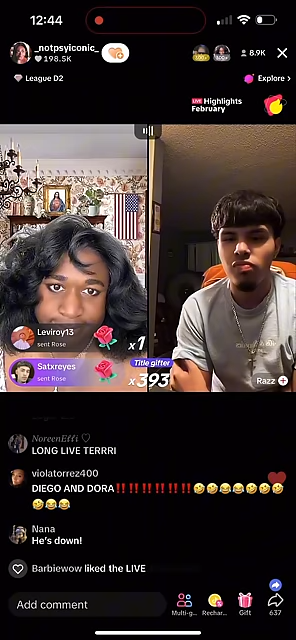 12:44
_notpsyiconic_
198.5K
8.9K
League D2
Explore >
LIVE Highlights
February
Leviroy13
sent Rose
x1
Title gifter
Satxreyes
sent Rose
x393
Razz
NoreenEffi ♡
LONG LIVE TERRRI
violatorrez400
DIEGO AND DORA‼️‼️‼️‼️‼️‼️‼️🤣🤣😂😂🤣🤣🤣
🤣😂😂
Nana
He's down!
Barbiewow liked the LIVE
Add comment
Multi-g...
Rechar...
Gift
637